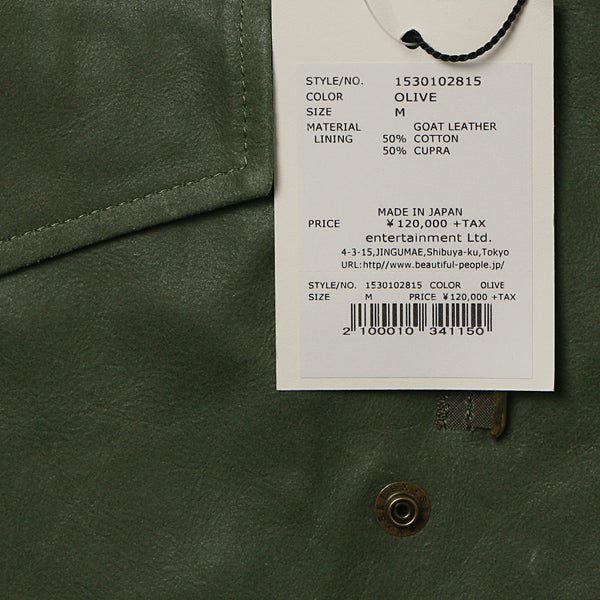 STYLE/NO. 1530102815
COLOR OLIVE
SIZE M
MATERIAL GOAT LEATHER
LINING 50% COTTON
50% CUPRA
MADE IN JAPAN
PRICE ¥120,000 +TAX
entertainment Ltd.
4-3-15,JINGUMAE,Shibuya-ku,Tokyo
URL:http//www.beautiful-people.jp/
STYLE/NO. 1530102815 COLOR OLIVE
SIZE M PRICE ¥120,000 +TAX
2 100010 341150